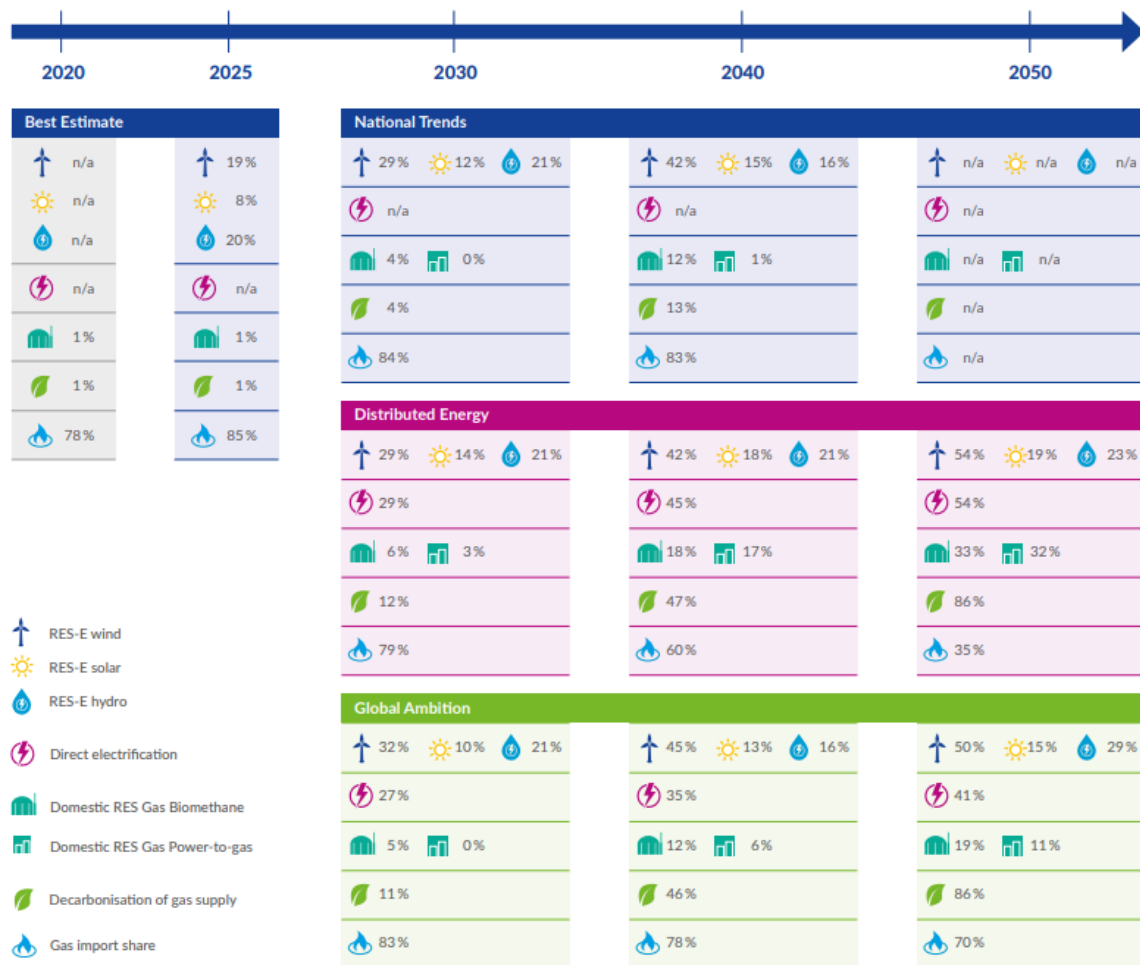 2020 2025 2030 2040 2050
Best Estimate
n/a 19%
n/a 8%
n/a 20%
n/a n/a
1% 1%
1% 1%
78% 85%
National Trends
29% 12% 21% 42% 15% 16% n/a n/a n/a
n/a n/a n/a
4% 0% 12% 1% n/a n/a
4% 13% n/a
84% 83% n/a
Distributed Energy
29% 14% 21% 42% 18% 21% 54% 19% 23%
29% 45% 54%
6% 3% 18% 17% 33% 32%
12% 47% 86%
79% 60% 35%
Global Ambition
32% 10% 21% 45% 13% 16% 50% 15% 29%
27% 35% 41%
5% 0% 12% 6% 19% 11%
11% 46% 86%
83% 78% 70%
RES-E wind
RES-E solar
RES-E hydro
Direct electrification
Domestic RES Gas Biomethane
Domestic RES Gas Power-to-gas
Decarbonisation of gas supply
Gas import share